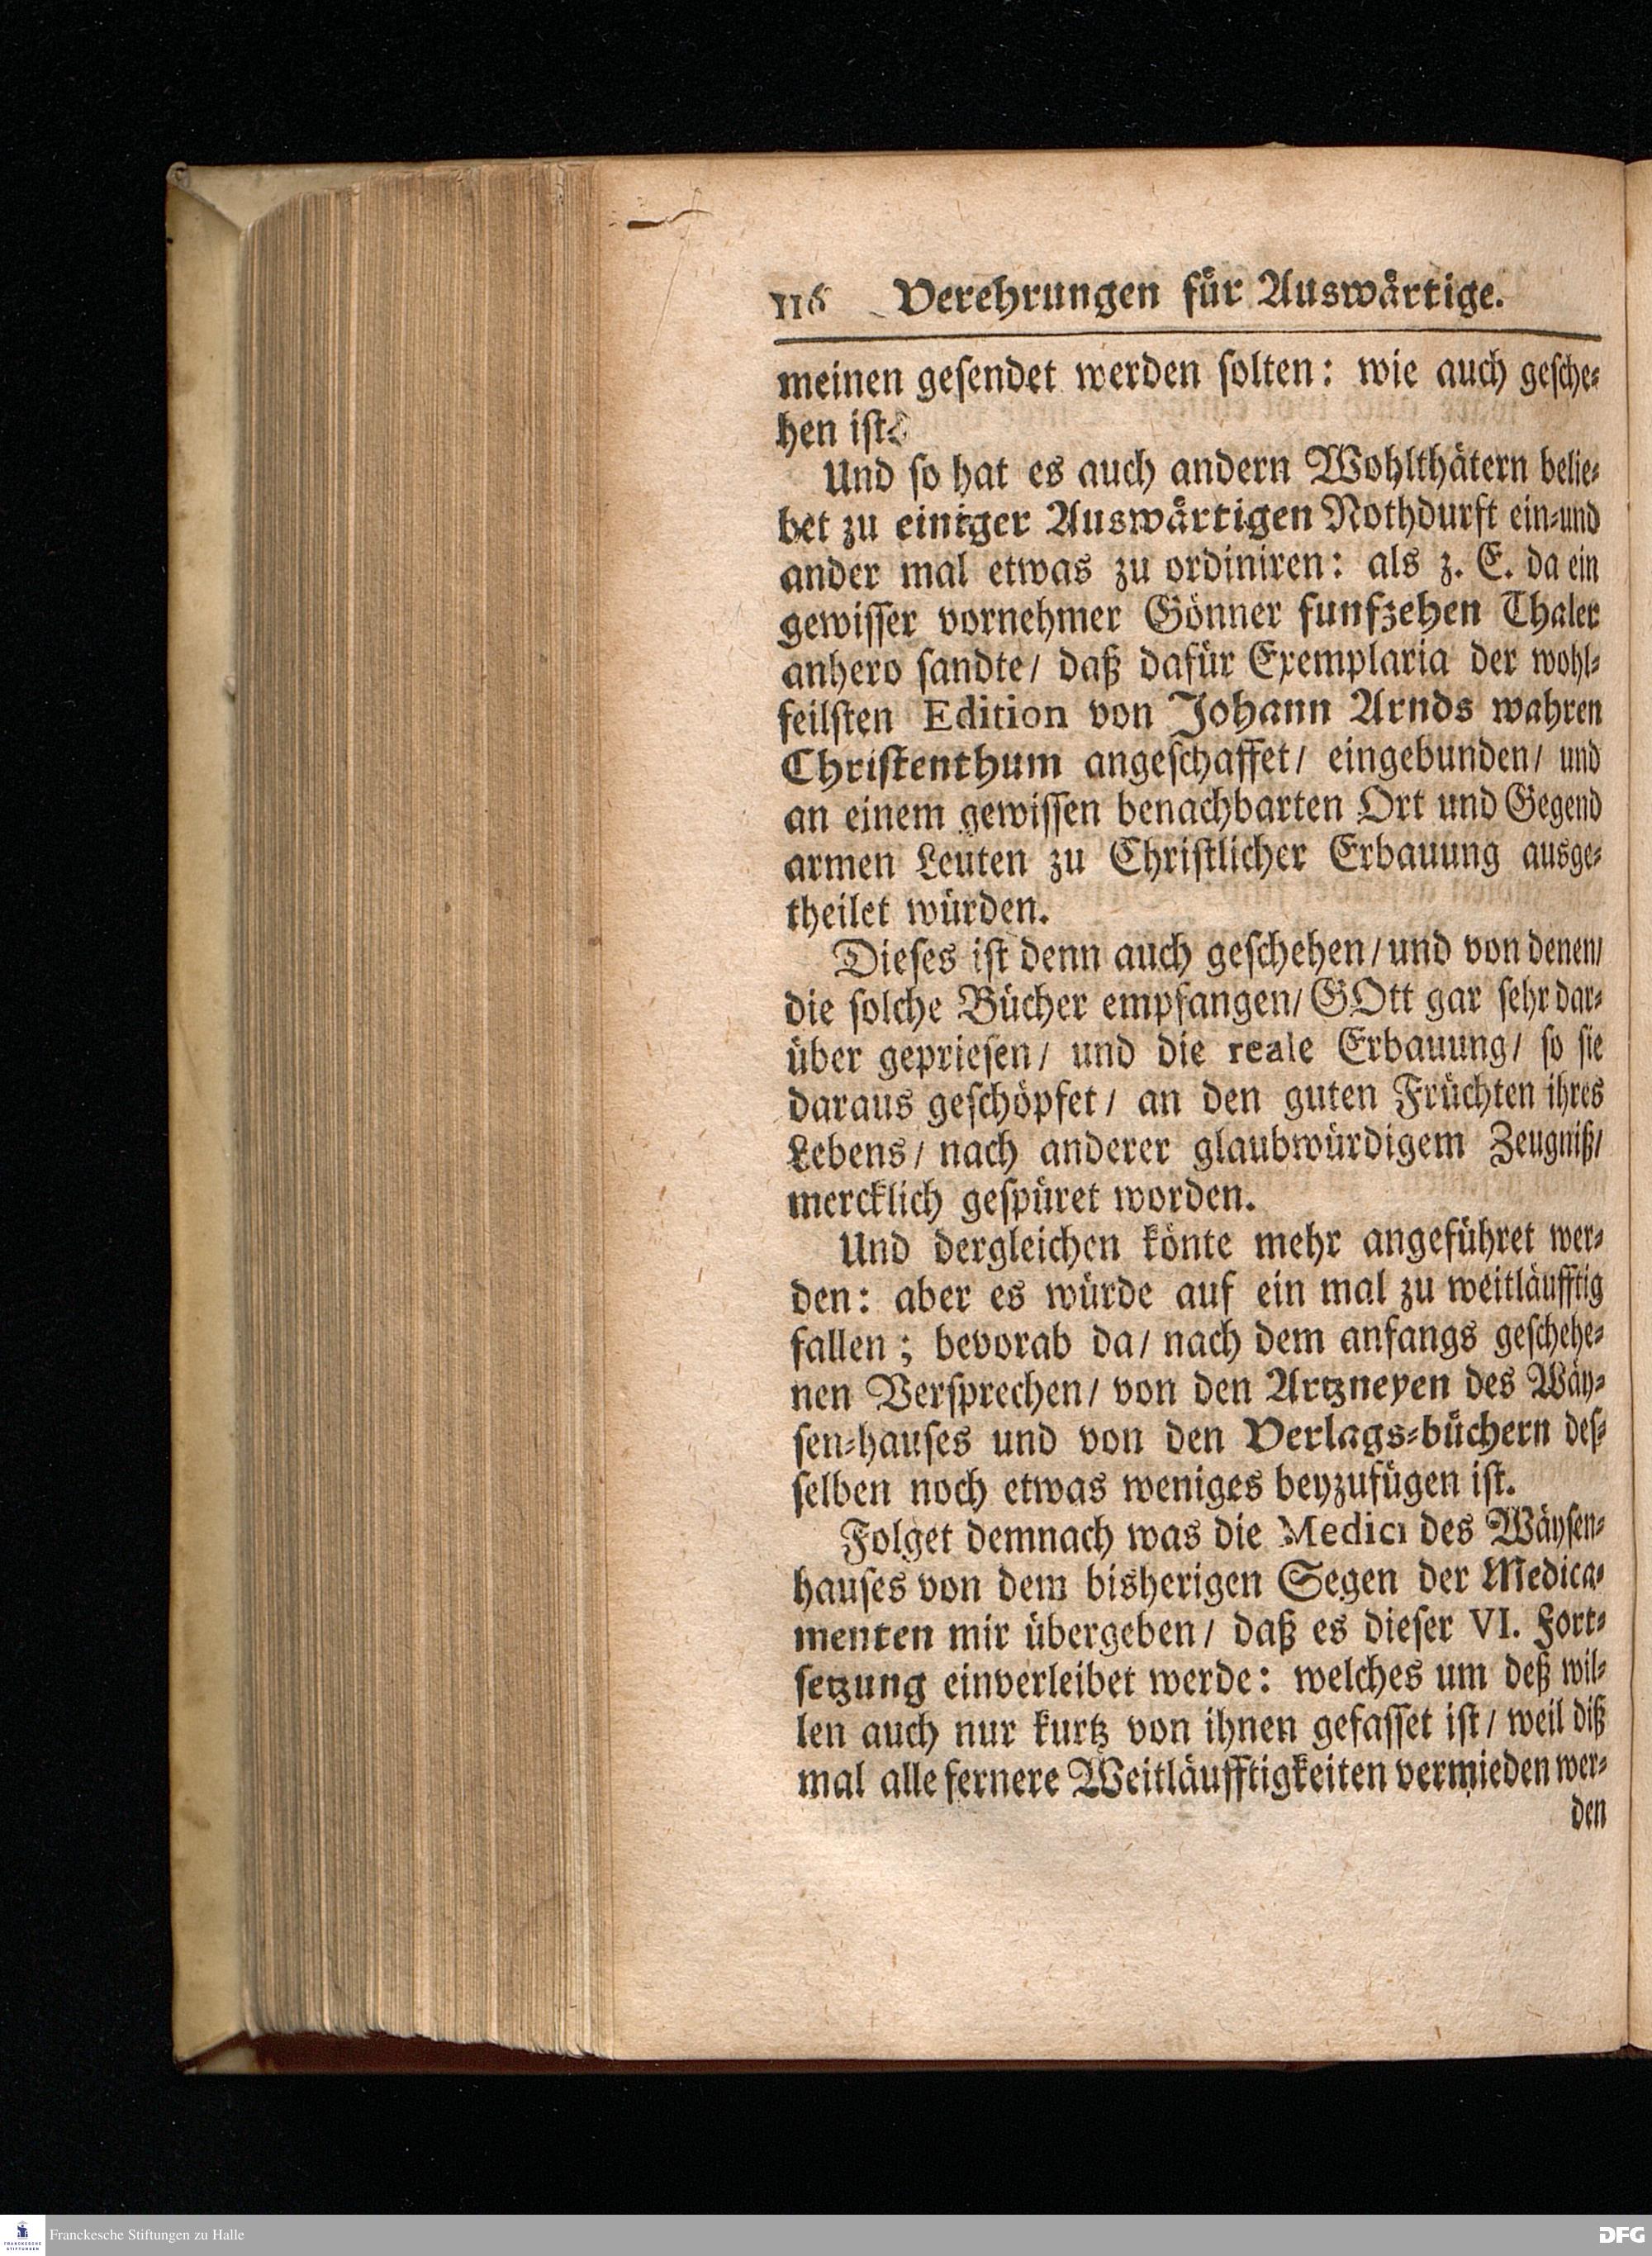 116 Verehrungen für Auswärtige.
meinen gesendet werden solten: wie auch gesche-
hen ist.
Und so hat es auch andern Wohlthätern belie-
bet zu einiger Auswärtigen Nothdurft ein-und
ander mal etwas zu ordiniren: als z. E. da ein
gewisser vornehmer Gönner funfzehen Thaler
anhero sandte/ daß dafür Exemplaria der wohl-
feilsten Edition von Johann Arnds wahren
Christenthum angeschaffet/ eingebunden/ und
an einem gewissen benachbarten Ort und Gegend
armen Leuten zu Christlicher Erbauung ausge-
theilet würden.
Dieses ist denn auch geschehen/ und von denen/
die solche Bücher empfangen/ GOtt gar sehr dar-
über gepriesen/ und die reale Erbauung/ so sie
daraus geschöpfet/ an den guten Früchten ihres
Lebens/ nach anderer glaubwürdigem Zeugniß/
mercklich gespüret worden.
Und dergleichen könte mehr angeführet wer-
den: aber es würde auf ein mal zu weitläufftig
fallen; bevorab da/ nach dem anfangs geschehe-
nen Versprechen/ von den Artzneyen des Wäy-
sen-hauses und von den Verlags-büchern des-
selben noch etwas weniges beyzufügen ist.
Folget demnach was die Medici des Wäysen-
hauses von dem bisherigen Segen der Medica-
menten mir übergeben/ daß es dieser VI. Fort-
setzung einverleibet werde: welches um deß wil-
len auch nur kurtz von ihnen gefasset ist/ weil diß
mal alle fernere Weitläufftigkeiten vermieden wer-
den
Franckesche Stiftungen zu Halle
DFG